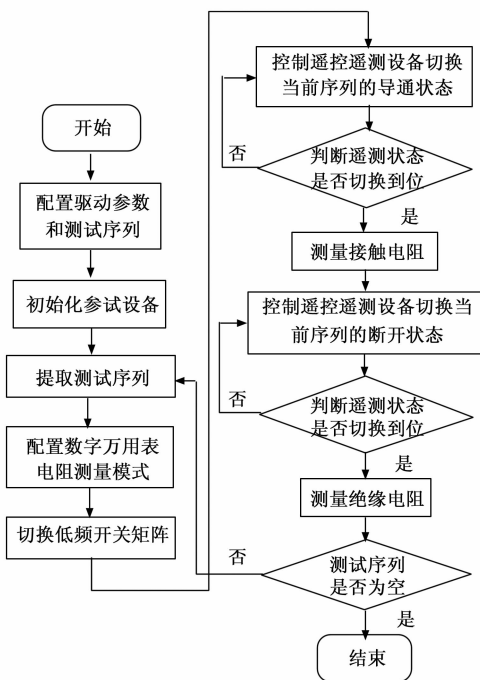 开始
配置驱动参数
和测试序列
初始化参试设备
提取测试序列
配置数字万用表
电阻测量模式
切换低频开关矩阵
控制遥控遥测设备切换
当前序列的导通状态
否
判断遥测状态
是否切换到位
是
测量接触电阻
控制遥控遥测设备切换当
前序列的断开状态
否
判断遥测状态
是否切换到位
是
测量绝缘电阻
否
测试序列
是否为空
是
结束